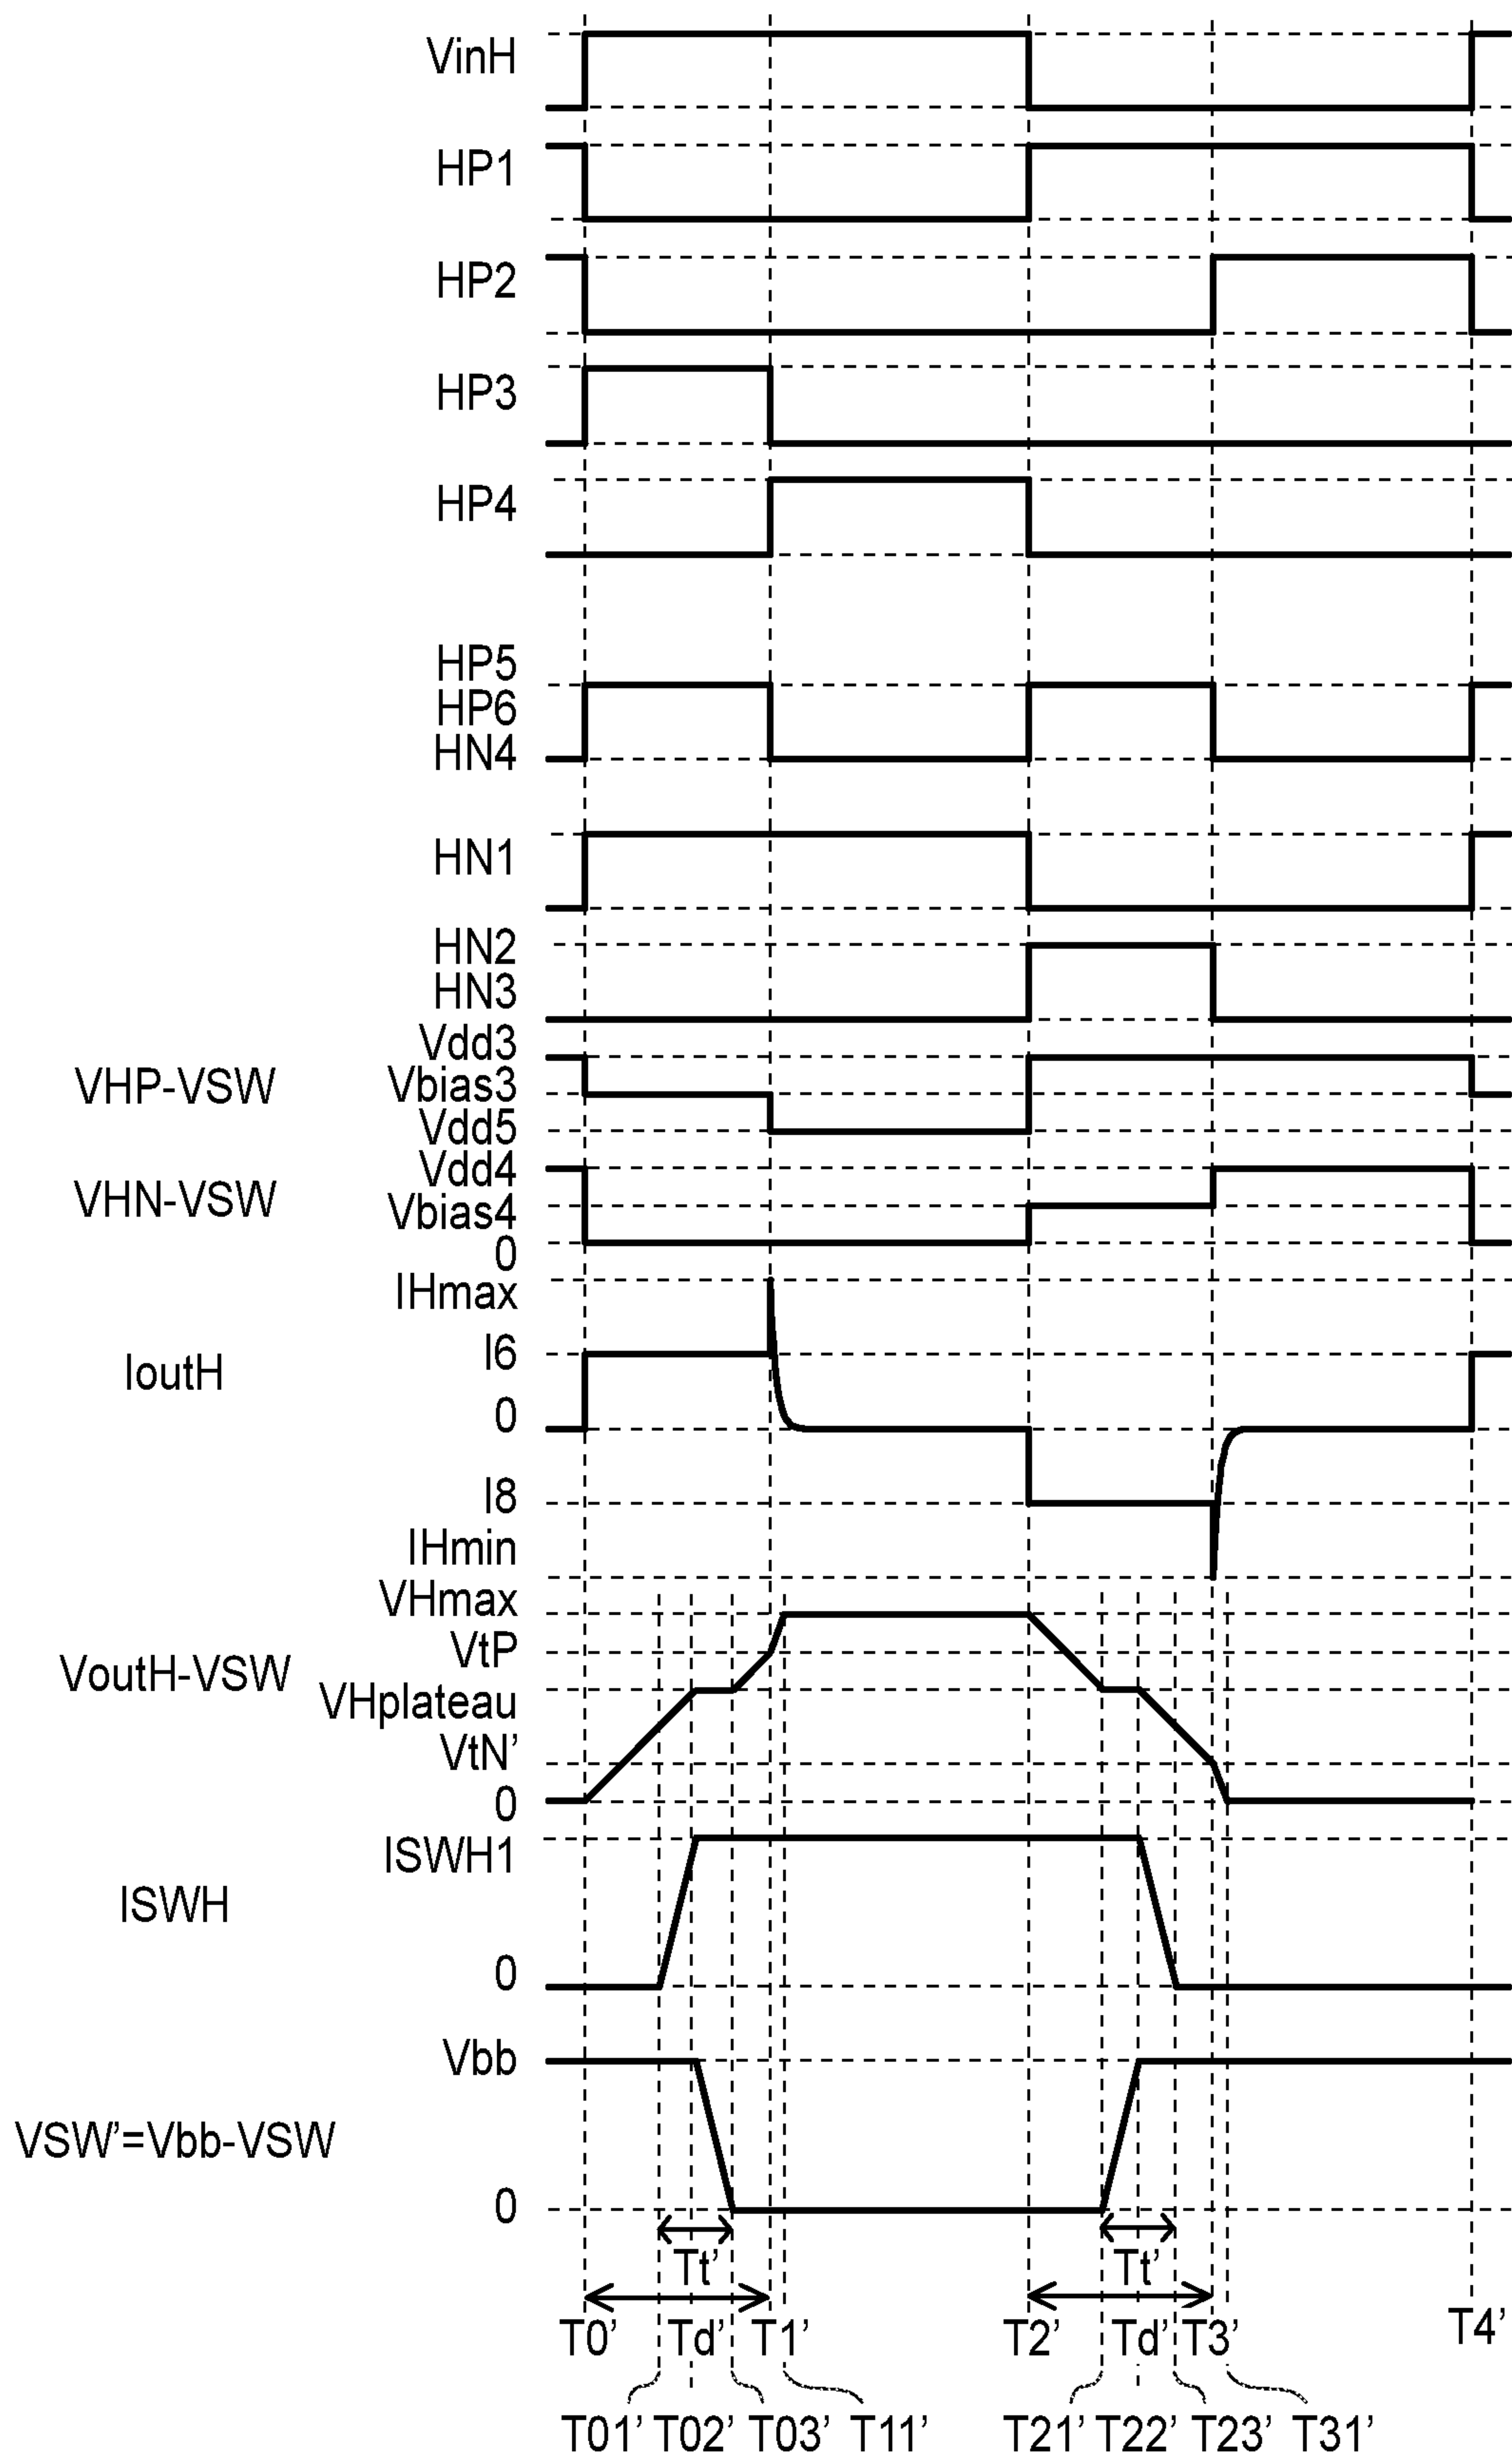 VinH
HP1
HP2
HP3
HP4
HP5
HP6
HN4
HN1
HN2
HN3
Vdd3
VHP-VSW
Vbias3
Vdd5
Vdd4
VHN-VSW
Vbias4
0
IHmax
I6
IoutH
0
I8
IHmin
VHmax
VtP
VoutH-VSW
VHplateau
VtN'
0
ISWH1
ISWH
0
Vbb
VSW'=Vbb-VSW
0
Tt' Tt'
T0' Td' T1' T2' Td' T3' T4'
T01' T02' T03' T11' T21' T22' T23' T31'